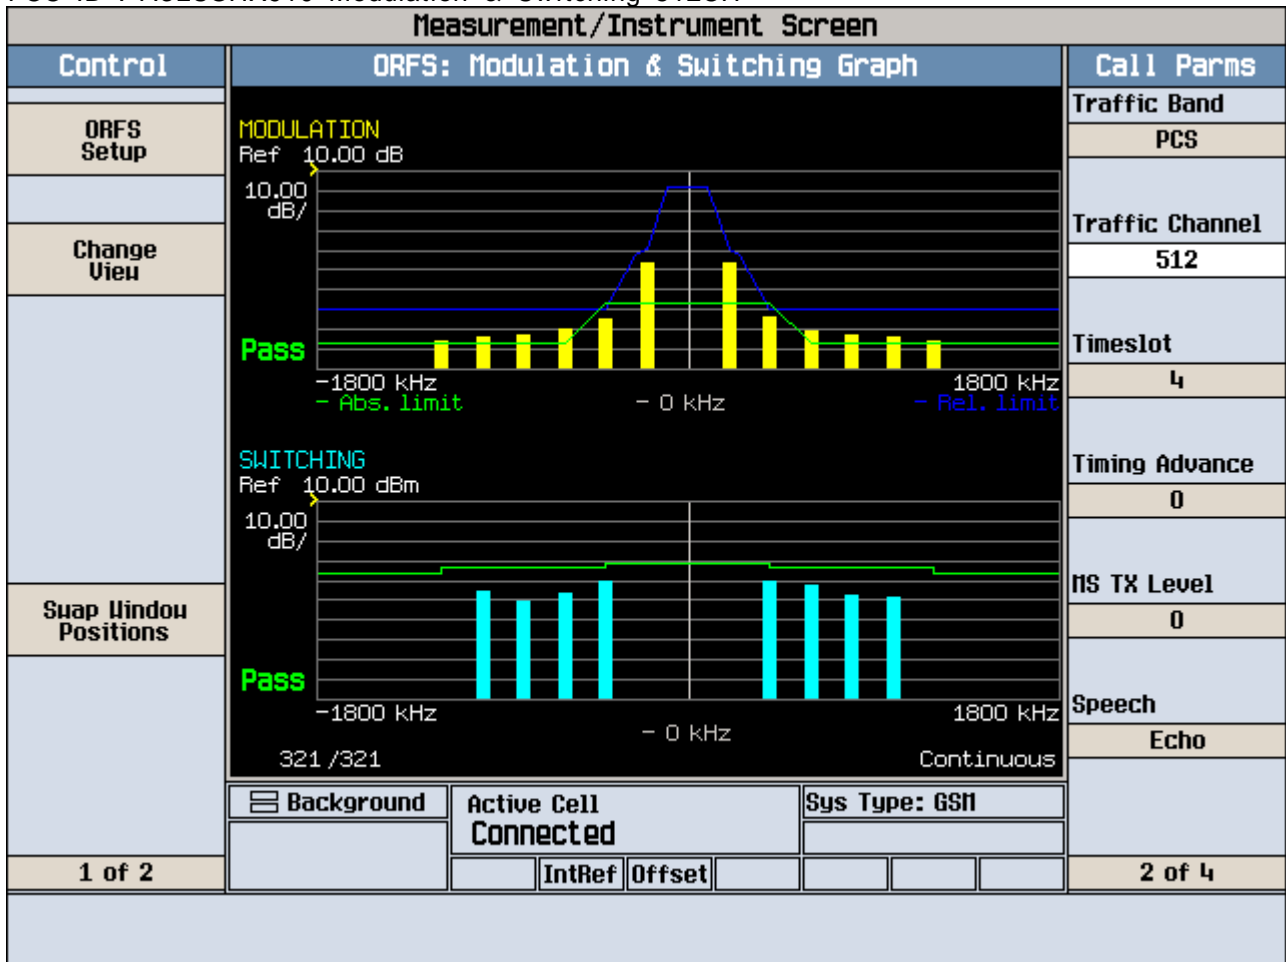 Measurement/Instrument Screen
Control
ORFS: Modulation & Switching Graph
Call Parms
ORFS
Setup
Change
View
Swap Window
Positions
1 of 2
MODULATION
Ref 10.00 dB
10.00
dB/
Pass
-1800 kHz
1800 kHz
- Abs. limit
- 0 kHz
- Rel. limit
SWITCHING
Ref 10.00 dBm
10.00
dB/
Pass
-1800 kHz
1800 kHz
- 0 kHz
321 /321
Continuous
Background
Active Cell
Connected
Sys Type: GSM
IntRef
Offset
Traffic Band
PCS
Traffic Channel
512
Timeslot
4
Timing Advance
0
MS TX Level
0
Speech
Echo
2 of 4